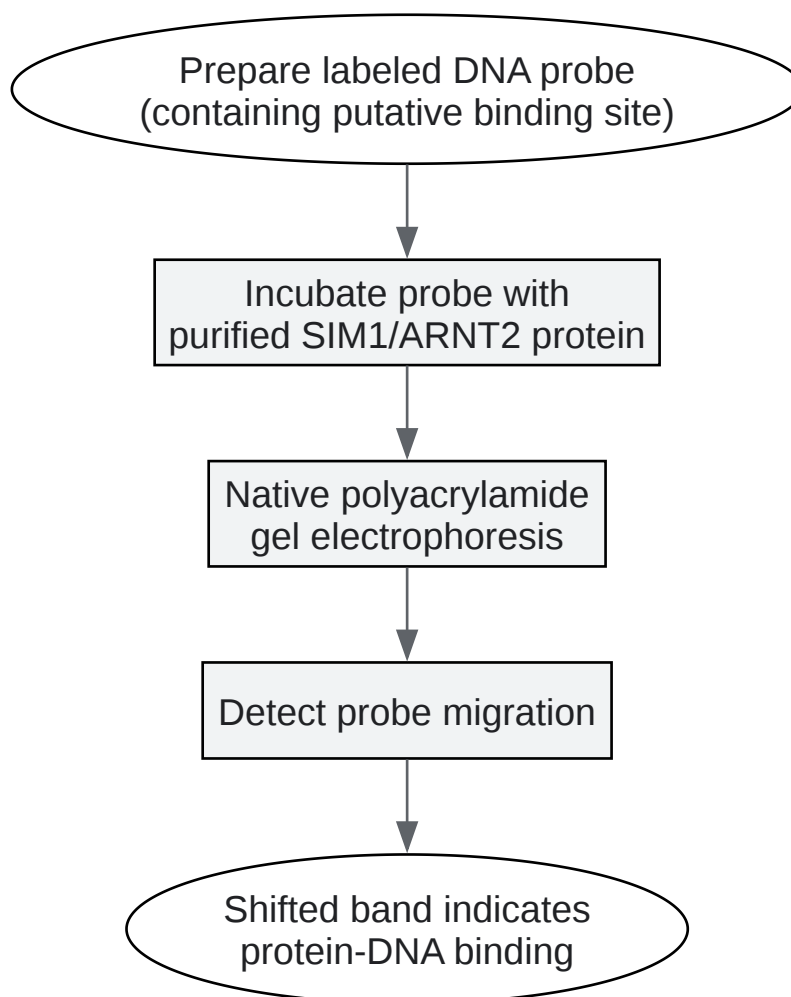 Prepare labeled DNA probe
(containing putative binding site)
Incubate probe with
purified SIM1/ARNT2 protein
Native polyacrylamide
gel electrophoresis
Detect probe migration
Shifted band indicates
protein-DNA binding